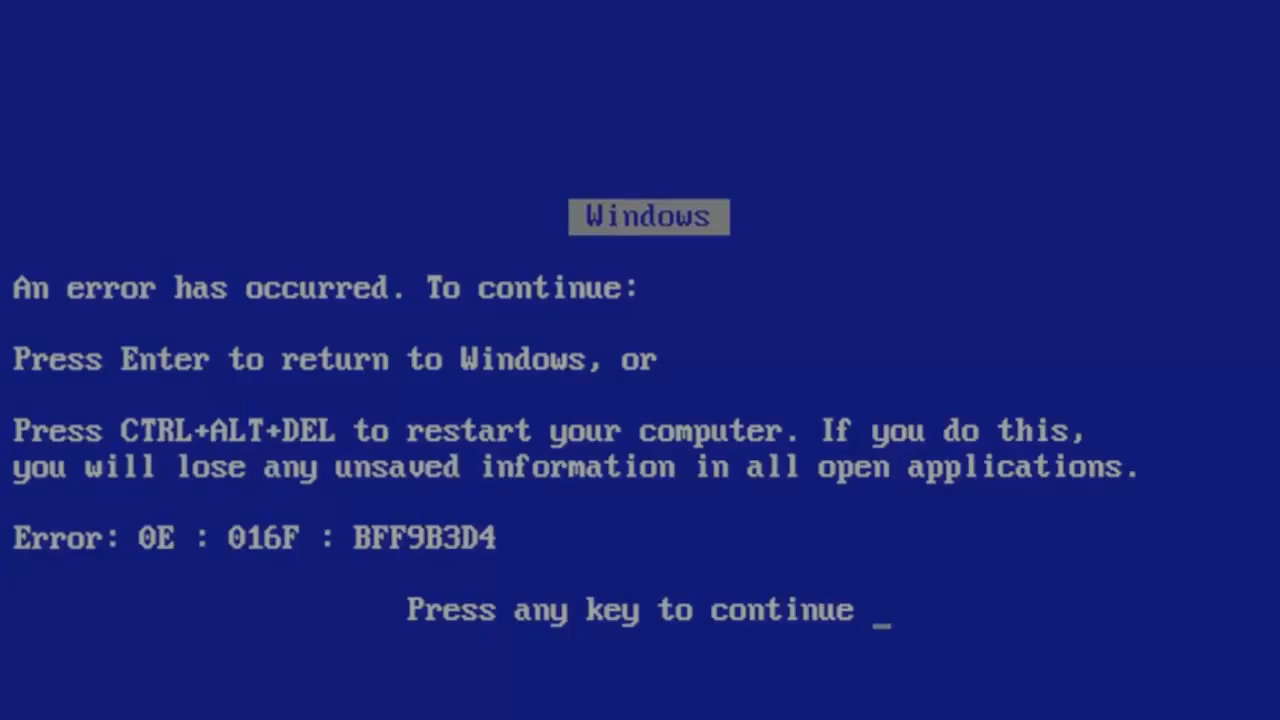 Windows
An error has occurred. To continue:
Press Enter to return to Windows, or
Press CTRL+ALT+DEL to restart your computer. If you do this,
you will lose any unsaved information in all open applications.
Error: 0E : 016F : BFF9B3D4
Press any key to continue _